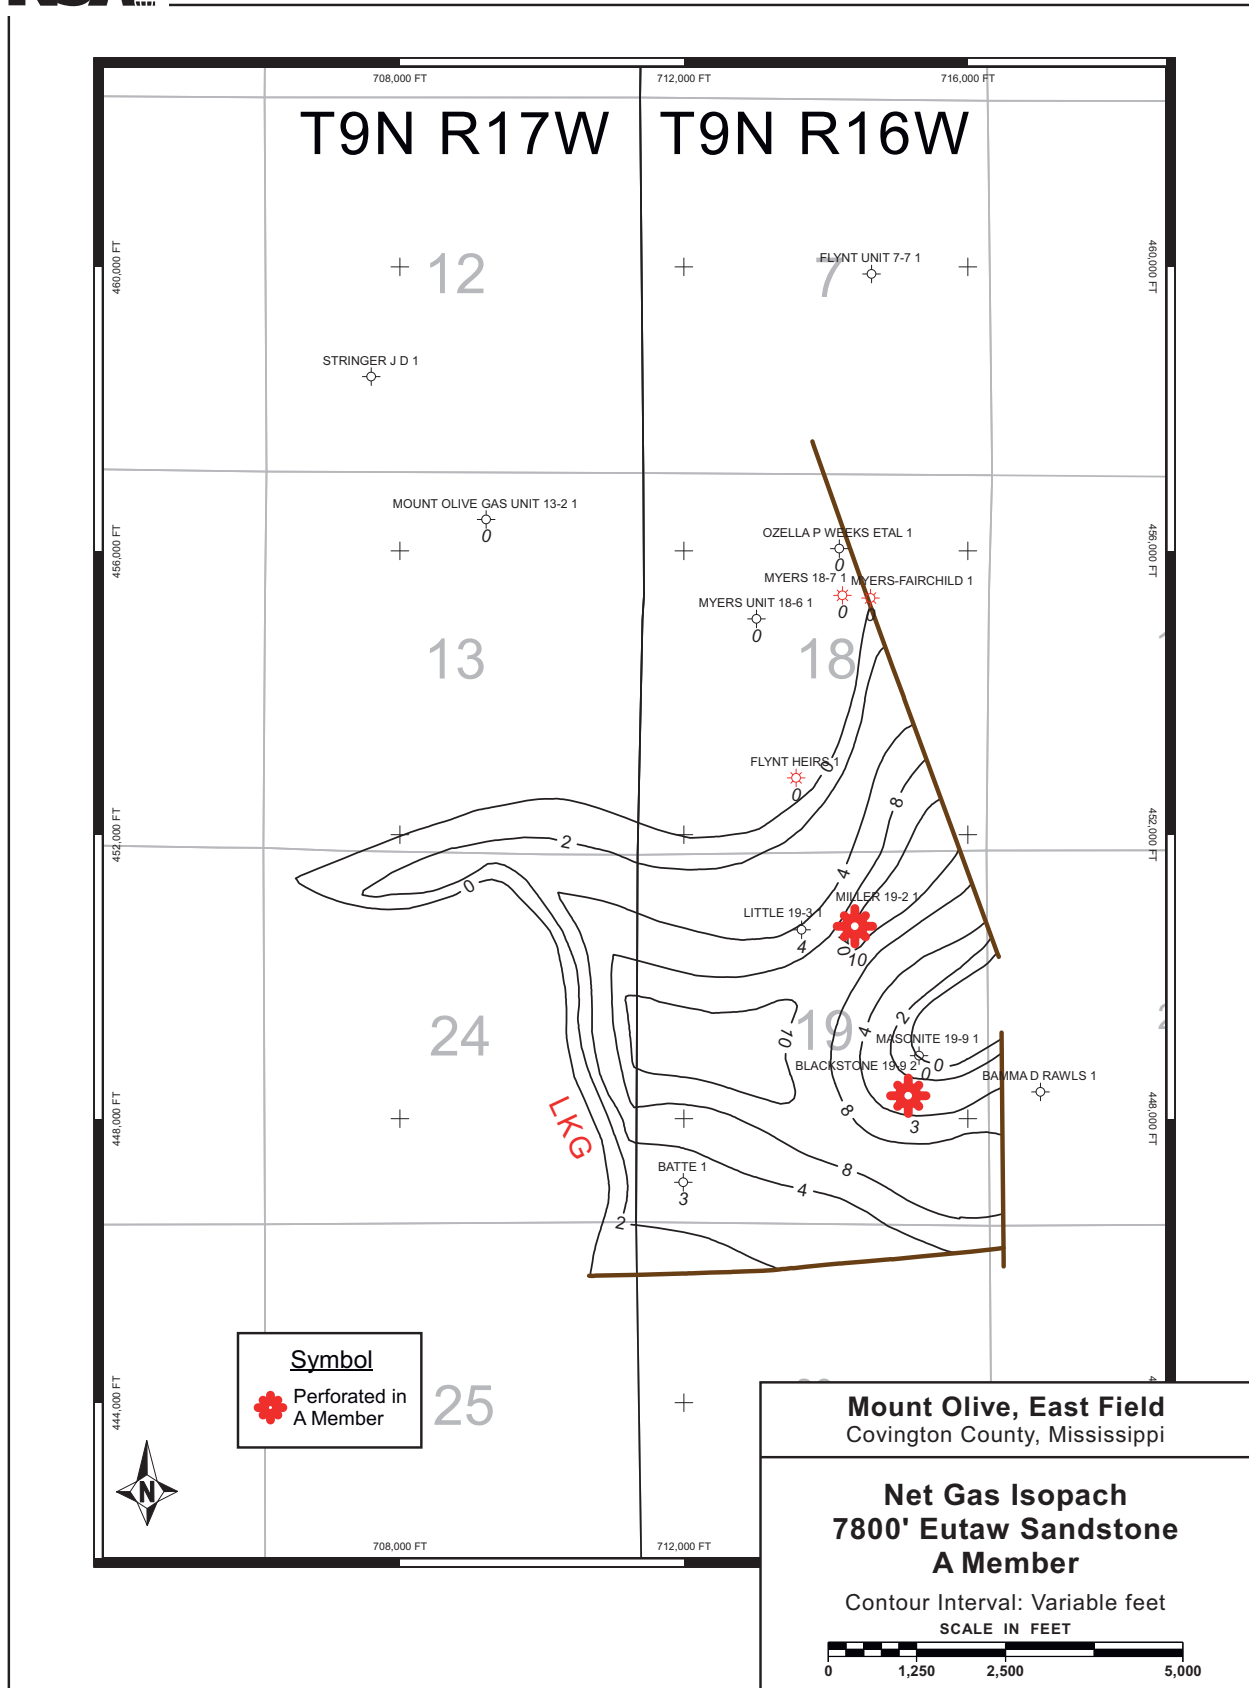 708,000 FT
712,000 FT
716,000 FT
T9N R17W
T9N R16W
460,000 FT
460,000 FT
12
7
FLYNT UNIT 7-7 1
STRINGER J D 1
MOUNT OLIVE GAS UNIT 13-2 1
0
OZELLA P WEEKS ETAL 1
0
456,000 FT
456,000 FT
MYERS 18-7 1
0
MYERS-FAIRCHILD 1
0
MYERS UNIT 18-6 1
0
13
18
FLYNT HEIRS 1
0
0
8
452,000 FT
452,000 FT
2
0
4
MILLER 19-2 1
10
LITTLE 19-3 1
4
0
24
19
10
2
4
MASONITE 19-9 1
0
0
BLACKSTONE 19-9 2
3
BAMMA D RAWLS 1
8
448,000 FT
448,000 FT
LKG
BATTE 1
3
8
4
2
Symbol
Perforated in
A Member
444,000 FT
25
N
708,000 FT
712,000 FT
Mount Olive, East Field
Covington County, Mississippi
Net Gas Isopach
7800' Eutaw Sandstone
A Member
Contour Interval: Variable feet
SCALE IN FEET
0 1,250 2,500 5,000